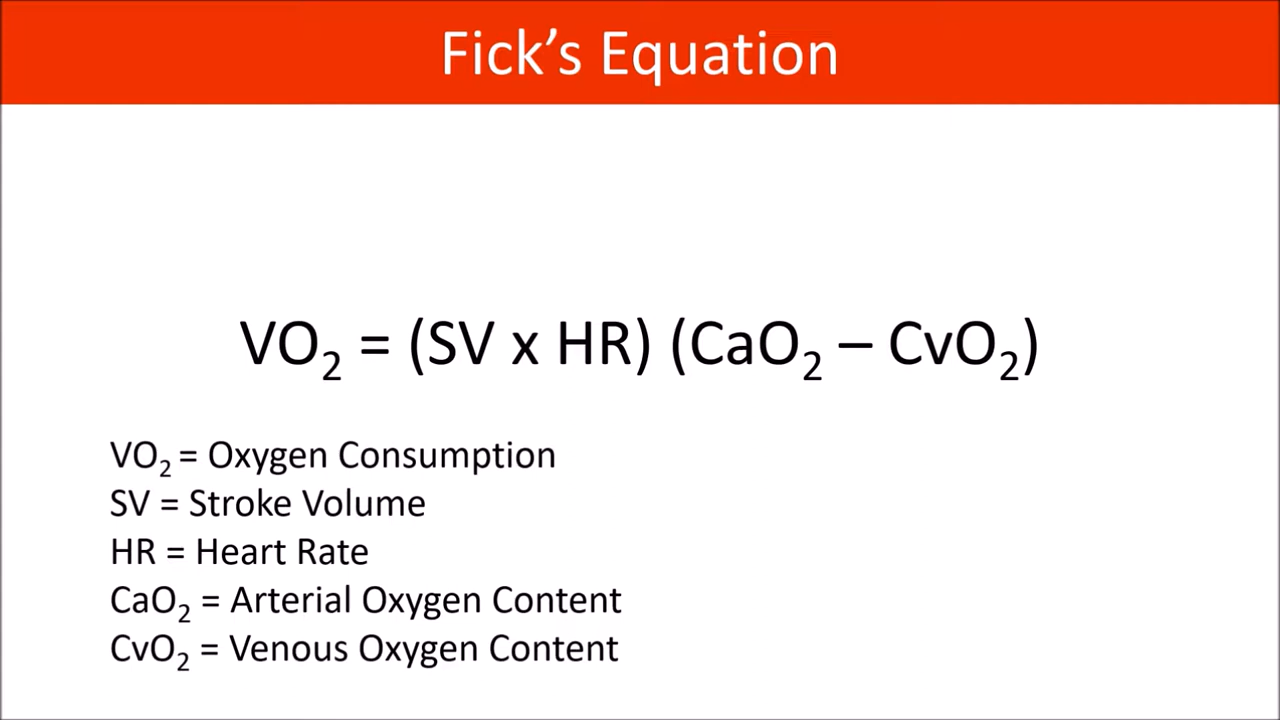 Fick’s Equation
VO₂ = (SV x HR) (CaO₂ – CvO₂)
VO₂ = Oxygen Consumption
SV = Stroke Volume
HR = Heart Rate
CaO₂ = Arterial Oxygen Content
CvO₂ = Venous Oxygen Content